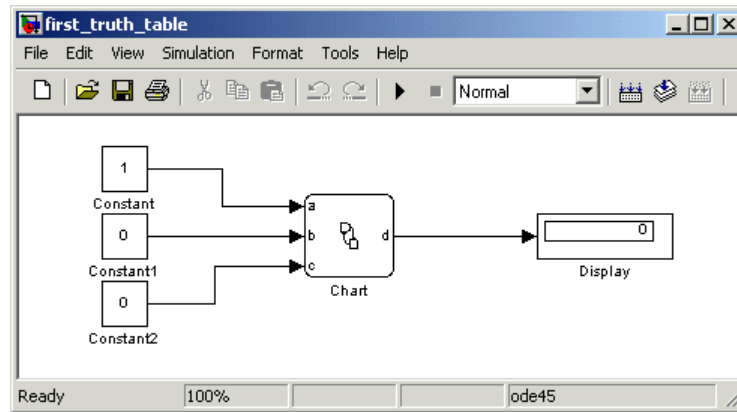 first_truth_table
File Edit View Simulation Format Tools Help
Normal
1
Constant
0
Constant1
0
Constant2
a
b
c
d
Chart
0
Display
Ready 100% ode45